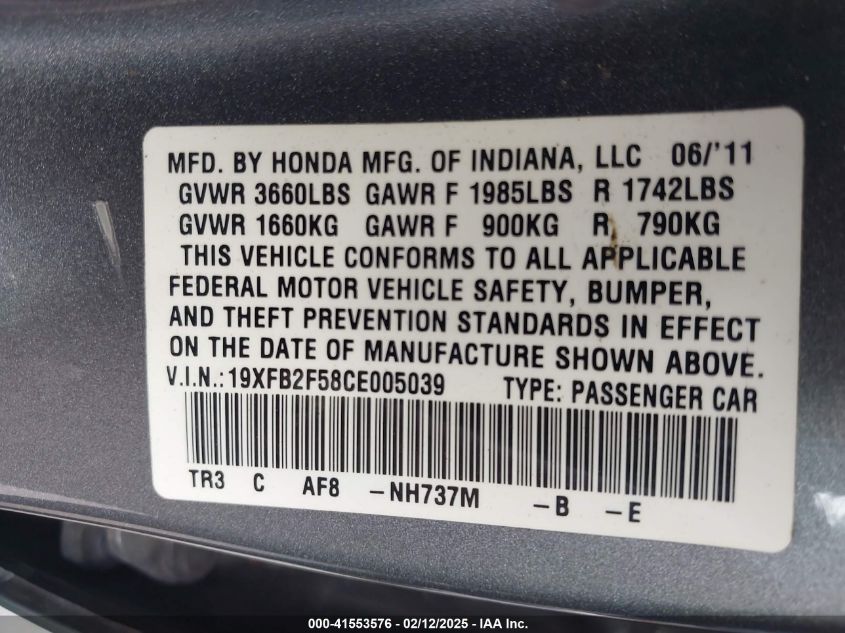 MFD. BY HONDA MFG. OF INDIANA, LLC 06/'11
GVWR 3660LBS GAWR F 1985LBS R 1742LBS
GVWR 1660KG GAWR F 900KG R 790KG
THIS VEHICLE CONFORMS TO ALL APPLICABLE
FEDERAL MOTOR VEHICLE SAFETY, BUMPER,
AND THEFT PREVENTION STANDARDS IN EFFECT
ON THE DATE OF MANUFACTURE SHOWN ABOVE.
V.I.N.:19XFB2F58CE005039 TYPE: PASSENGER CAR
TR3 C AF8 -NH737M -B -E
000-41553576 - 02/12/2025 - IAA Inc.